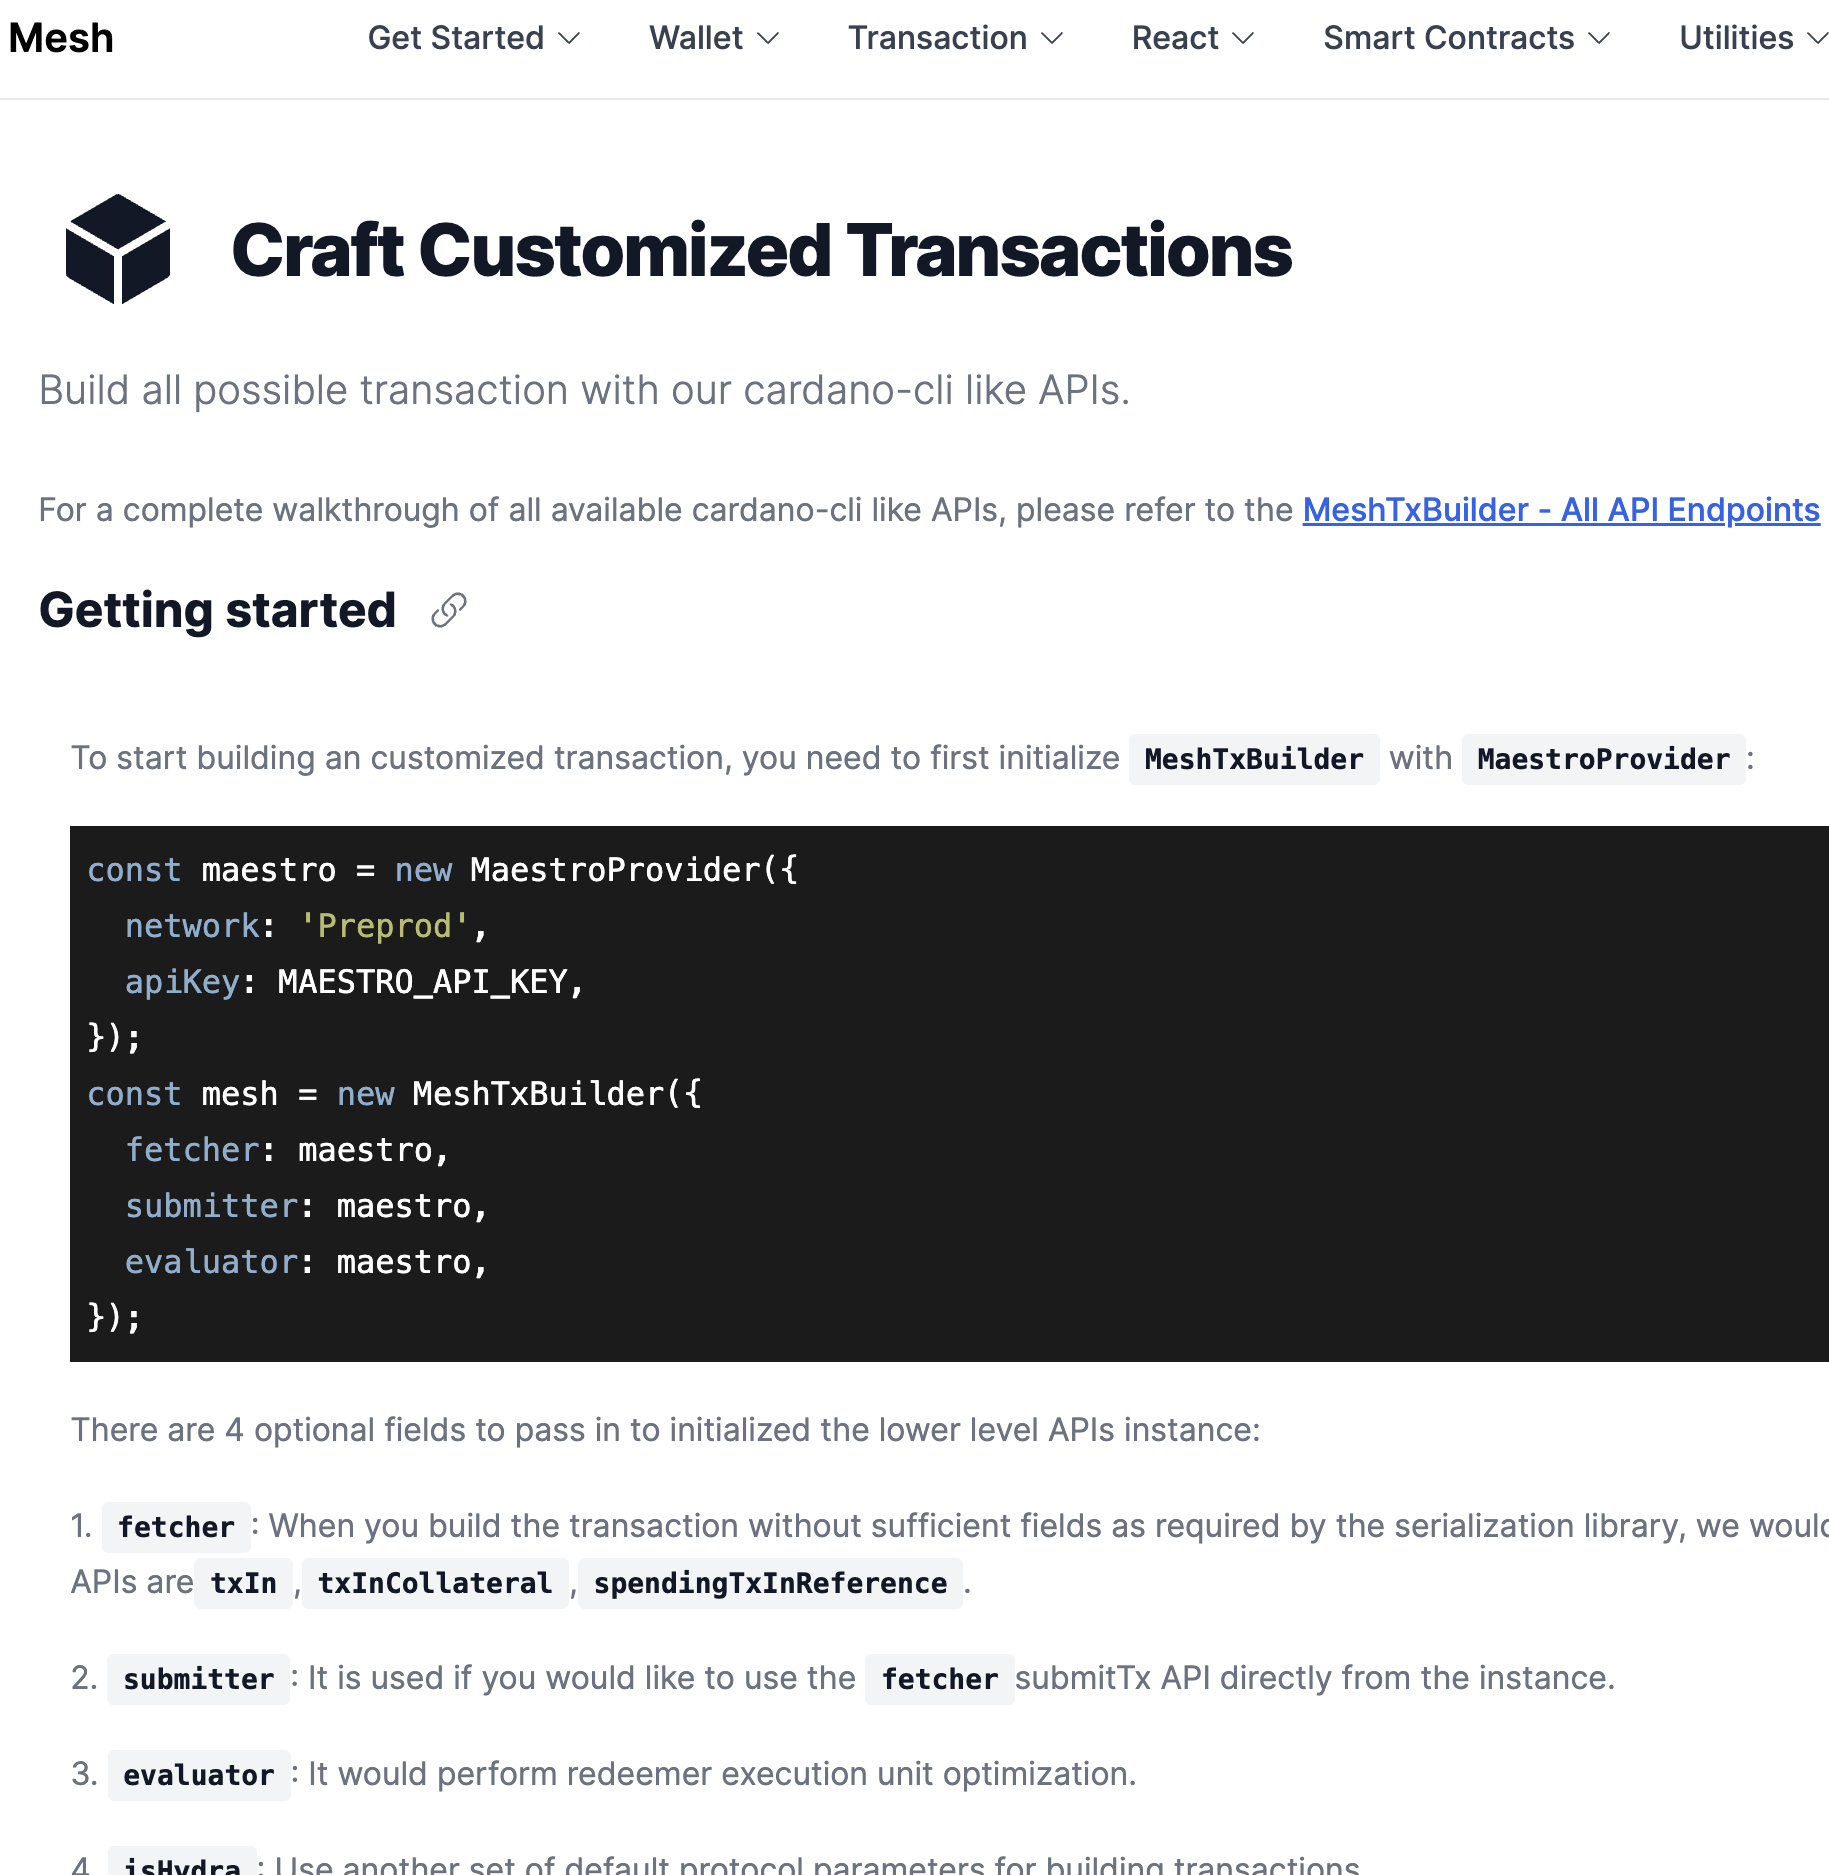 Mesh Get Started Wallet Transaction React Smart Contracts Utilities
Craft Customized Transactions
Build all possible transaction with our cardano-cli like APIs.
For a complete walkthrough of all available cardano-cli like APIs, please refer to the MeshTxBuilder - All API Endpoints
Getting started
To start building an customized transaction, you need to first initialize MeshTxBuilder with MaestroProvider:
const maestro = new MaestroProvider({
  network: 'Preprod',
  apiKey: MAESTRO_API_KEY,
});
const mesh = new MeshTxBuilder({
  fetcher: maestro,
  submitter: maestro,
  evaluator: maestro,
});
There are 4 optional fields to pass in to initialized the lower level APIs instance:
1. fetcher: When you build the transaction without sufficient fields as required by the serialization library, we would
APIs are txIn, txInCollateral, spendingTxInReference.
2. submitter: It is used if you would like to use the fetcher submitTx API directly from the instance.
3. evaluator: It would perform redeemer execution unit optimization.
4. isHydra: Use another set of default protocol parameters for building transactions